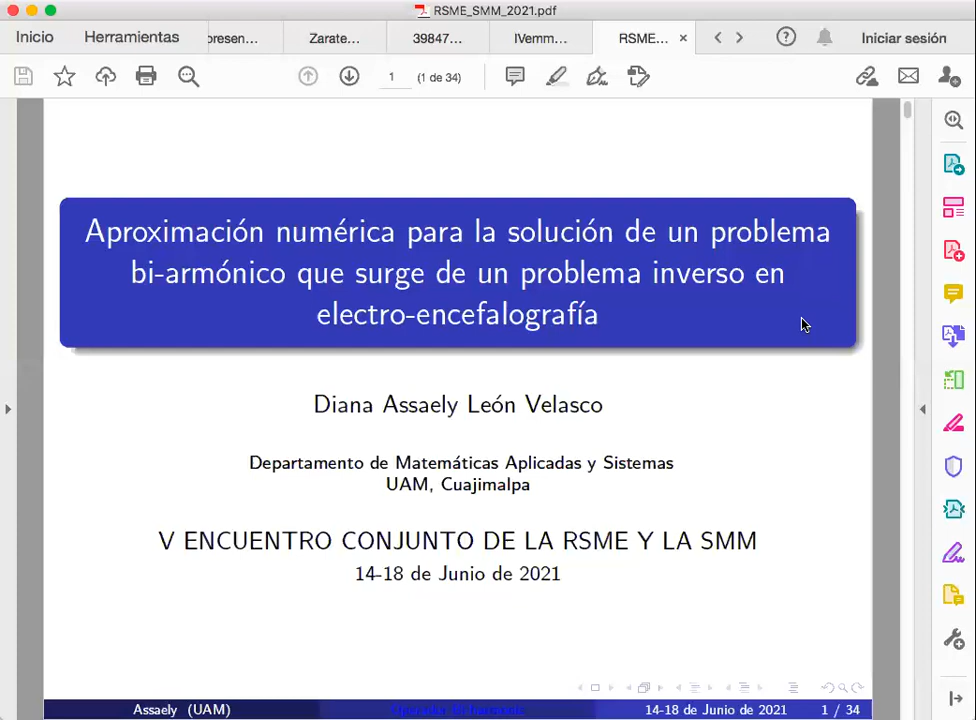 RSME_SMM_2021.pdf
Inicio
Herramientas
presen...
Zarate...
39847...
IVemm...
RSME...
Iniciar sesión
1
(1 de 34)
Aproximación numérica para la solución de un problema
bi-armónico que surge de un problema inverso en
electro-encefalografía
Diana Assaely León Velasco
Departamento de Matemáticas Aplicadas y Sistemas
UAM, Cuajimalpa
V ENCUENTRO CONJUNTO DE LA RSME Y LA SMM
14-18 de Junio de 2021
Assaely (UAM)
14-18 de Junio de 2021
1 / 34